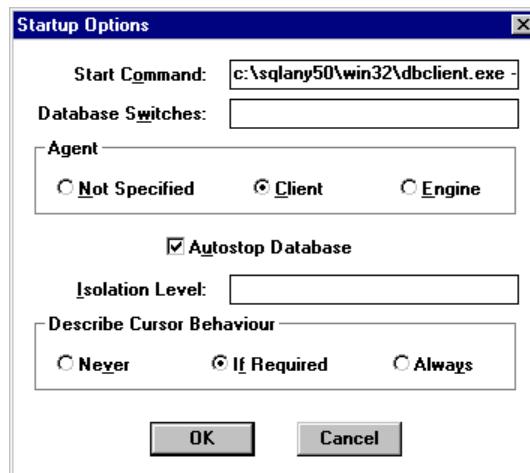 Startup Options
Start Command: c:\sqlany50\win32\dbclient.exe -
Database Switches:
Agent
Not Specified Client Engine
Autostop Database
Isolation Level:
Describe Cursor Behaviour
Never If Required Always
OK Cancel